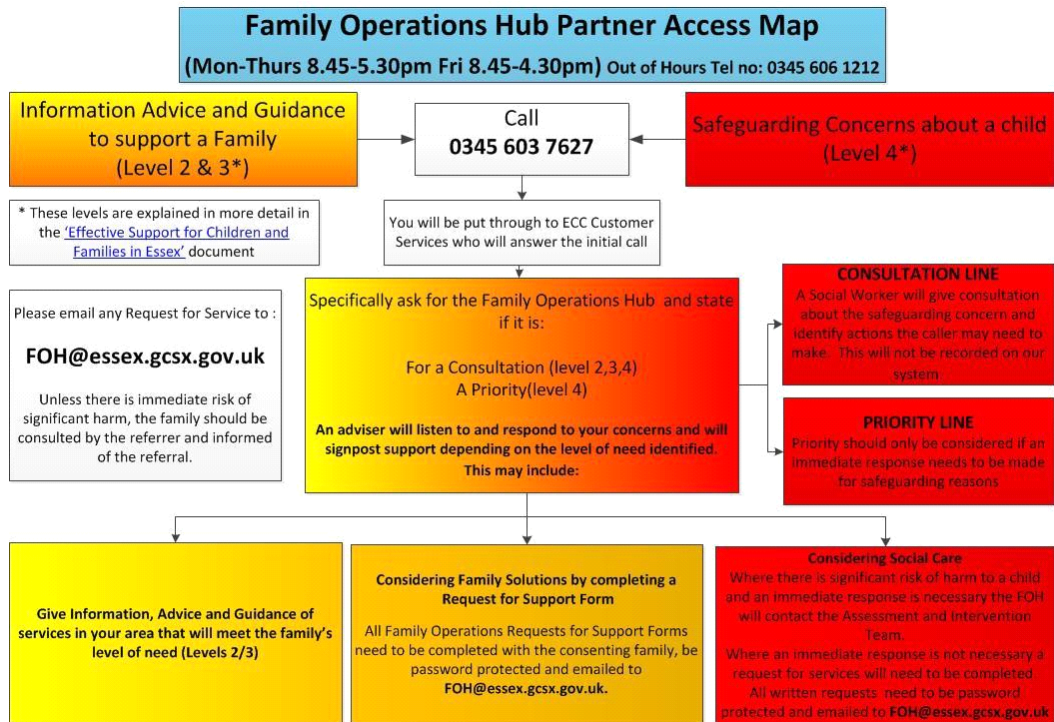 Family Operations Hub Partner Access Map
(Mon-Thurs 8.45-5.30pm Fri 8.45-4.30pm) Out of Hours Tel no: 0345 606 1212
Information Advice and Guidance
to support a Family
(Level 2 & 3*)
Call
0345 603 7627
Safeguarding Concerns about a child
(Level 4*)
* These levels are explained in more detail in
the 'Effective Support for Children and
Families in Essex' document
You will be put through to ECC Customer
Services who will answer the initial call
Please email any Request for Service to :
FOH@essex.gcsx.gov.uk
Unless there is immediate risk of
significant harm, the family should be
consulted by the referrer and informed
of the referral.
Specifically ask for the Family Operations Hub and state
if it is:
For a Consultation (level 2,3,4)
A Priority(level 4)
An adviser will listen to and respond to your concerns and will
signpost support depending on the level of need identified.
This may include:
CONSULTATION LINE
A Social Worker will give consultation
about the safeguarding concern and
identify actions the caller may need to
make. This will not be recorded on our
system.
PRIORITY LINE
Priority should only be considered if an
immediate response needs to be made
for safeguarding reasons
Give Information, Advice and Guidance of
services in your area that will meet the family's
level of need (Levels 2/3)
Considering Family Solutions by completing a
Request for Support Form
All Family Operations Requests for Support Forms
need to be completed with the consenting family, be
password protected and emailed to
FOH@essex.gcsx.gov.uk.
Considering Social Care
Where there is significant risk of harm to a child
and an immediate response is necessary the FOH
will contact the Assessment and Intervention
Team.
Where an immediate response is not necessary a
request for services will need to be completed
All written requests need to be password
protected and emailed to FOH@essex.gcsx.gov.uk